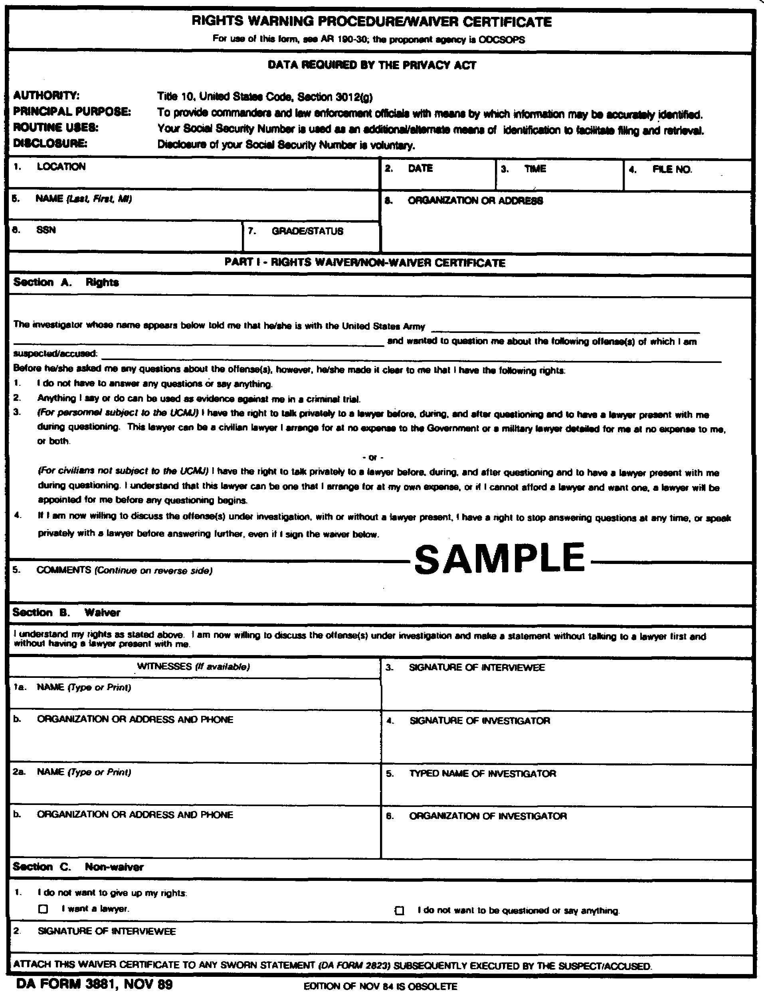 RIGHTS WARNING PROCEDURE/WAIVER CERTIFICATE
For use of this form, see AR 190-30; the proponent agency is ODCSOPS
DATA REQUIRED BY THE PRIVACY ACT
AUTHORITY: Title 10, United States Code, Section 3012(g)
PRINCIPAL PURPOSE: To provide commanders and law enforcement officials with means by which information may be accurately identified.
ROUTINE USES: Your Social Security Number is used as an additional/alternate means of identification to facilitate filing and retrieval.
DISCLOSURE: Disclosure of your Social Security Number is voluntary.
1. LOCATION 2. DATE 3. TIME 4. FILE NO.
5. NAME (Last, First, MI) 8. ORGANIZATION OR ADDRESS
6. SSN 7. GRADE/STATUS
PART I - RIGHTS WAIVER/NON-WAIVER CERTIFICATE
Section A. Rights
The investigator whose name appears below told me that he/she is with the United States Army
and wanted to question me about the following offense(s) of which I am
suspected/accused:
Before he/she asked me any questions about the offense(s), however, he/she made it clear to me that I have the following rights:
1. I do not have to answer any questions or say anything.
2. Anything I say or do can be used as evidence against me in a criminal trial.
3. (For personnel subject to the UCMJ) I have the right to talk privately to a lawyer before, during, and after questioning and to have a lawyer present with me
during questioning. This lawyer can be a civilian lawyer I arrange for at no expense to the Government or a military lawyer detailed for me at no expense to me,
or both.
- or -
(For civilians not subject to the UCMJ) I have the right to talk privately to a lawyer before, during, and after questioning and to have a lawyer present with me
during questioning. I understand that this lawyer can be one that I arrange for at my own expense, or if I cannot afford a lawyer and want one, a lawyer will be
appointed for me before any questioning begins.
4. If I am now willing to discuss the offense(s) under investigation, with or without a lawyer present, I have a right to stop answering questions at any time, or speak
privately with a lawyer before answering further, even if I sign the waiver below.
SAMPLE
5. COMMENTS (Continue on reverse side)
Section B. Waiver
I understand my rights as stated above. I am now willing to discuss the offense(s) under investigation and make a statement without talking to a lawyer first and
without having a lawyer present with me.
WITNESSES (If available) 3. SIGNATURE OF INTERVIEWEE
1a. NAME (Type or Print)
b. ORGANIZATION OR ADDRESS AND PHONE 4. SIGNATURE OF INVESTIGATOR
2a. NAME (Type or Print) 5. TYPED NAME OF INVESTIGATOR
b. ORGANIZATION OR ADDRESS AND PHONE 6. ORGANIZATION OF INVESTIGATOR
Section C. Non-waiver
1. I do not want to give up my rights:
I want a lawyer. I do not want to be questioned or say anything.
2. SIGNATURE OF INTERVIEWEE
ATTACH THIS WAIVER CERTIFICATE TO ANY SWORN STATEMENT (DA FORM 2823) SUBSEQUENTLY EXECUTED BY THE SUSPECT/ACCUSED.
DA FORM 3881, NOV 89 EDITION OF NOV 84 IS OBSOLETE